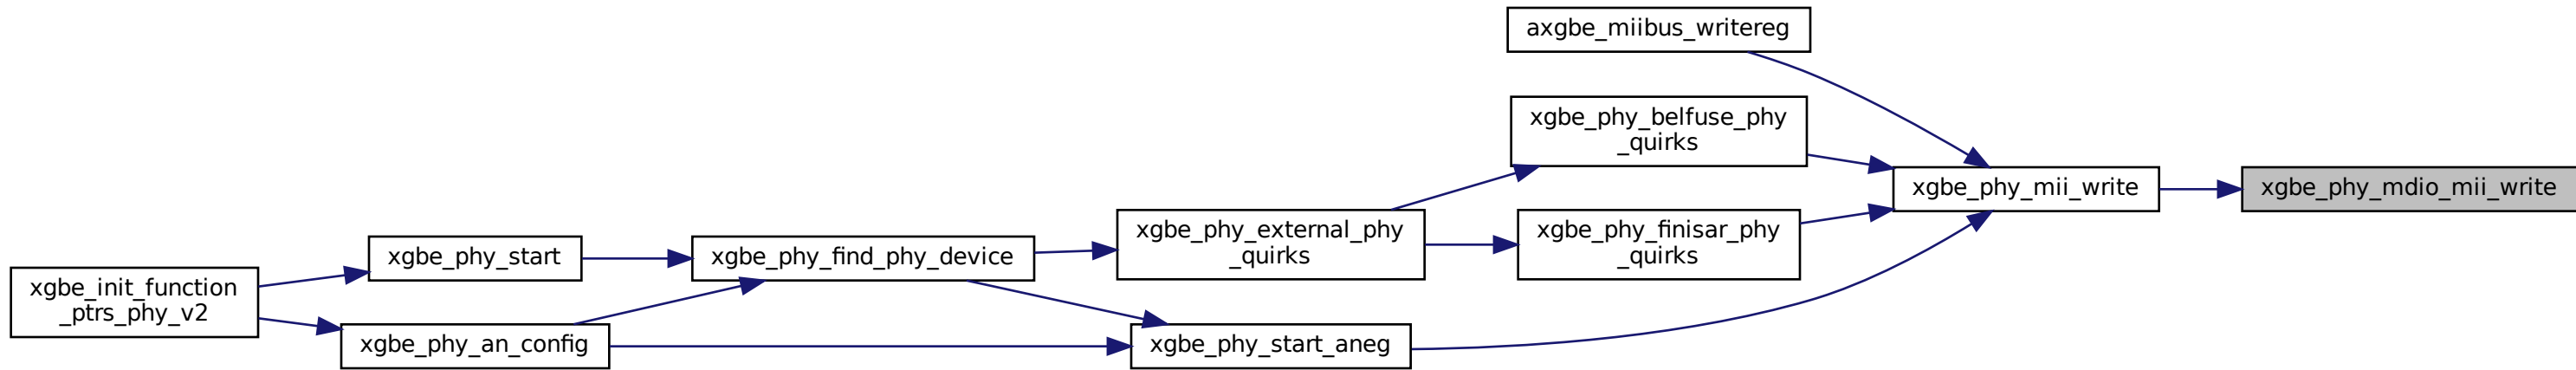 axgbe_miibus_writereg
xgbe_phy_belfuse_phy
_quirks
xgbe_phy_mii_write
xgbe_phy_mdio_mii_write
xgbe_phy_external_phy
_quirks
xgbe_phy_finisar_phy
_quirks
xgbe_phy_start
xgbe_phy_find_phy_device
xgbe_init_function
_ptrs_phy_v2
xgbe_phy_an_config
xgbe_phy_start_aneg